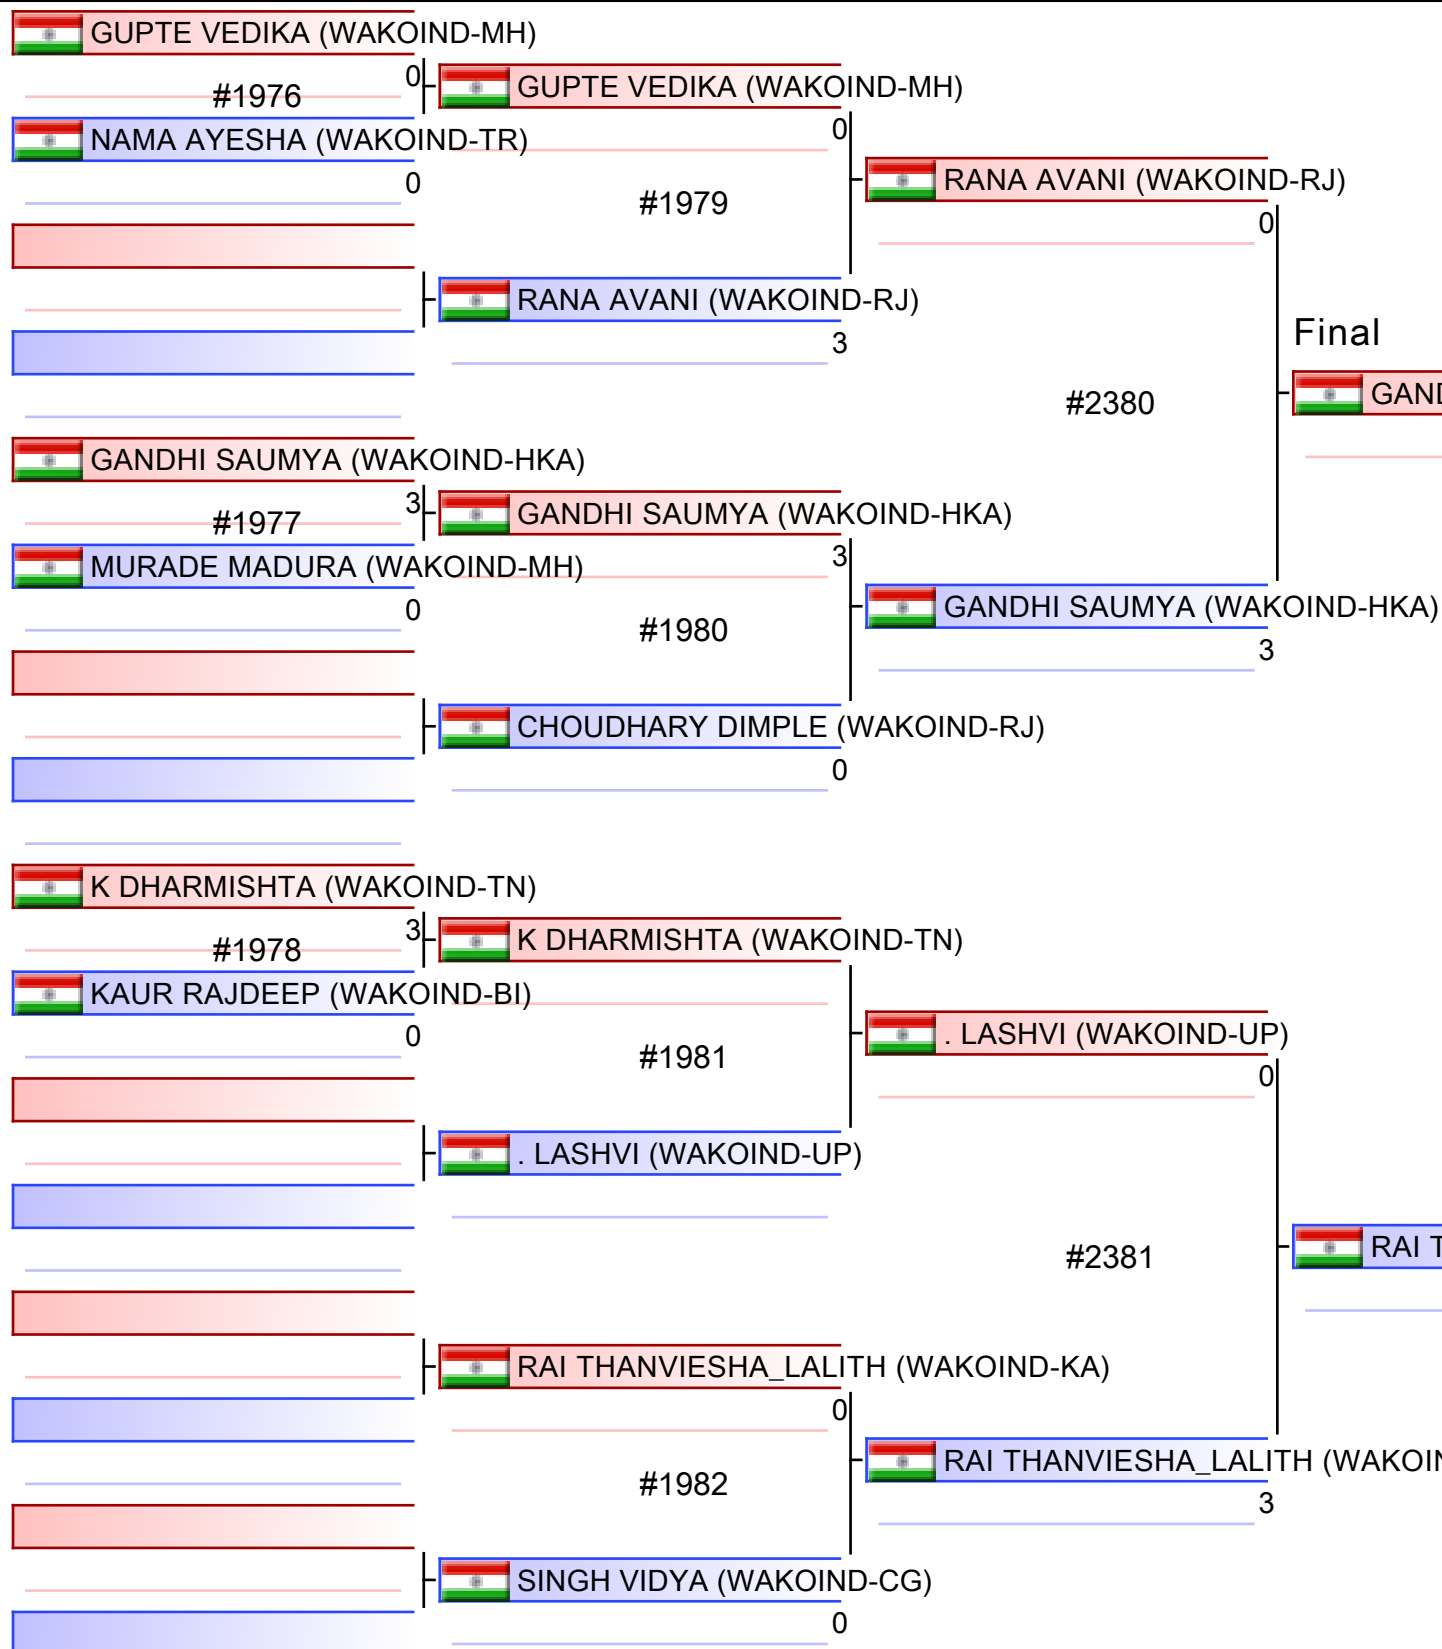 GUPTE VEDIKA (WAKOIND-MH)
0
#1976
NAMA AYESHA (WAKOIND-TR)
0
GUPTE VEDIKA (WAKOIND-MH)
0
#1979
RANA AVANI (WAKOIND-RJ)
3
RANA AVANI (WAKOIND-RJ)
0
#2380
Final
GAND
GANDHI SAUMYA (WAKOIND-HKA)
3
#1977
MURADE MADURA (WAKOIND-MH)
0
GANDHI SAUMYA (WAKOIND-HKA)
3
#1980
CHOUDHARY DIMPLE (WAKOIND-RJ)
0
GANDHI SAUMYA (WAKOIND-HKA)
3
K DHARMISHTA (WAKOIND-TN)
3
#1978
KAUR RAJDEEP (WAKOIND-BI)
0
K DHARMISHTA (WAKOIND-TN)
#1981
. LASHVI (WAKOIND-UP)
. LASHVI (WAKOIND-UP)
0
#2381
RAI T
RAI THANVIESHA_LALITH (WAKOIND-KA)
0
#1982
SINGH VIDYA (WAKOIND-CG)
0
RAI THANVIESHA_LALITH (WAKOIN
3